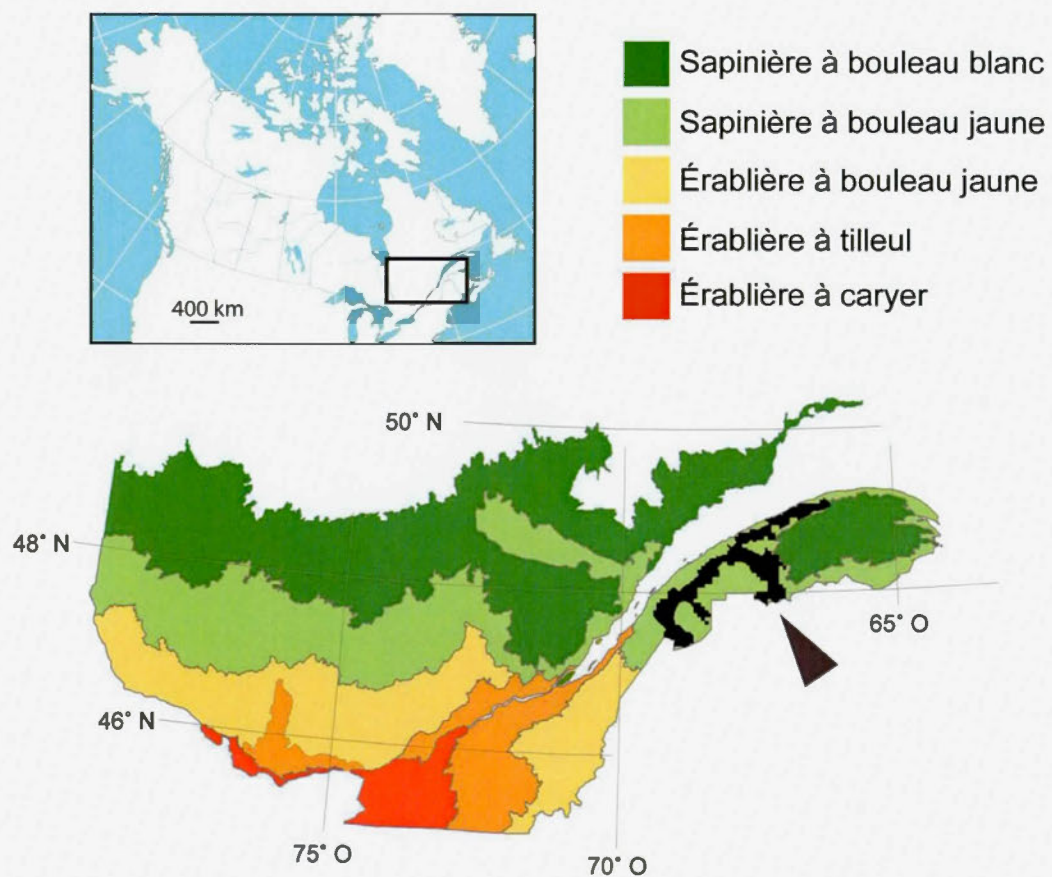 400 km
Sapinière à bouleau blanc
Sapinière à bouleau jaune
Érablière à bouleau jaune
Érablière à tilleul
Érablière à caryer
50° N
48° N
65° O
46° N
75° O
70° O